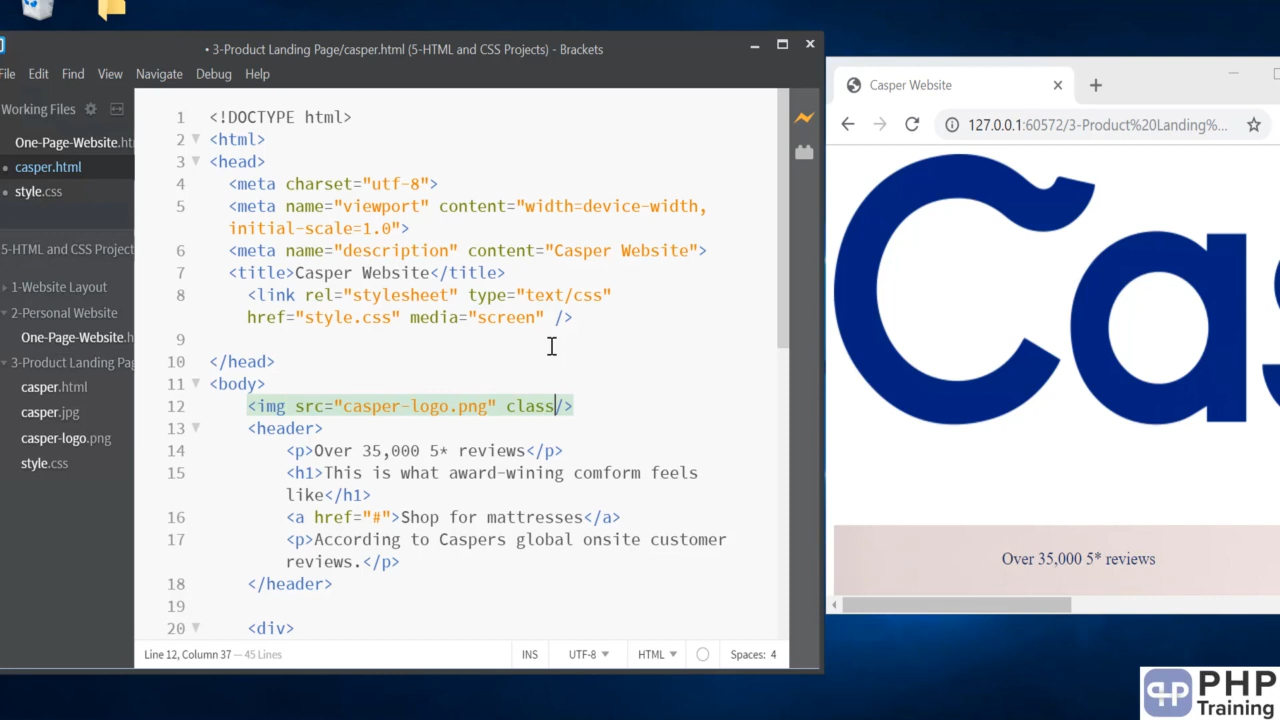 • 3-Product Landing Page/casper.html (5-HTML and CSS Projects) - Brackets
File Edit Find View Navigate Debug Help
Working Files
One-Page-Website.ht
• casper.html
• style.css
5-HTML and CSS Project
1-Website Layout
2-Personal Website
One-Page-Website.h
3-Product Landing Pag
casper.html
casper.jpg
casper-logo.png
style.css
1 <!DOCTYPE html>
2 <html>
3 <head>
4 <meta charset="utf-8">
5 <meta name="viewport" content="width=device-width,
initial-scale=1.0">
6 <meta name="description" content="Casper Website">
7 <title>Casper Website</title>
8 <link rel="stylesheet" type="text/css"
href="style.css" media="screen" />
9
10 </head>
11 <body>
12 <img src="casper-logo.png" class/>
13 <header>
14 <p>Over 35,000 5* reviews</p>
15 <h1>This is what award-wining comform feels
like</h1>
16 <a href="#">Shop for mattresses</a>
17 <p>According to Caspers global onsite customer
reviews.</p>
18 </header>
19
20 <div>
Line 12, Column 37 — 45 Lines
INS UTF-8 HTML Spaces: 4
Casper Website
127.0.0.1:60572/3-Product%20Landing%...
Ca
Over 35,000 5* reviews
php PHP
Training